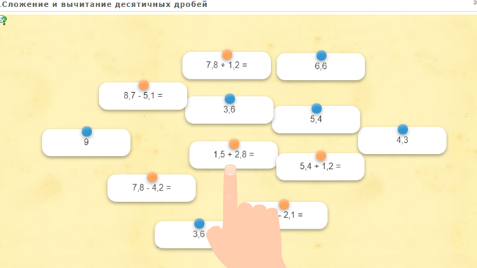 .Сложение и вычитание десятичных дробей
7,8 + 1,2 =
6,6
8,7 - 5,1 =
3,6
5,4
9
4,3
1,5 + 2,8 =
5,4 + 1,2 =
7,8 - 4,2 =
- 2,1 =
3,6